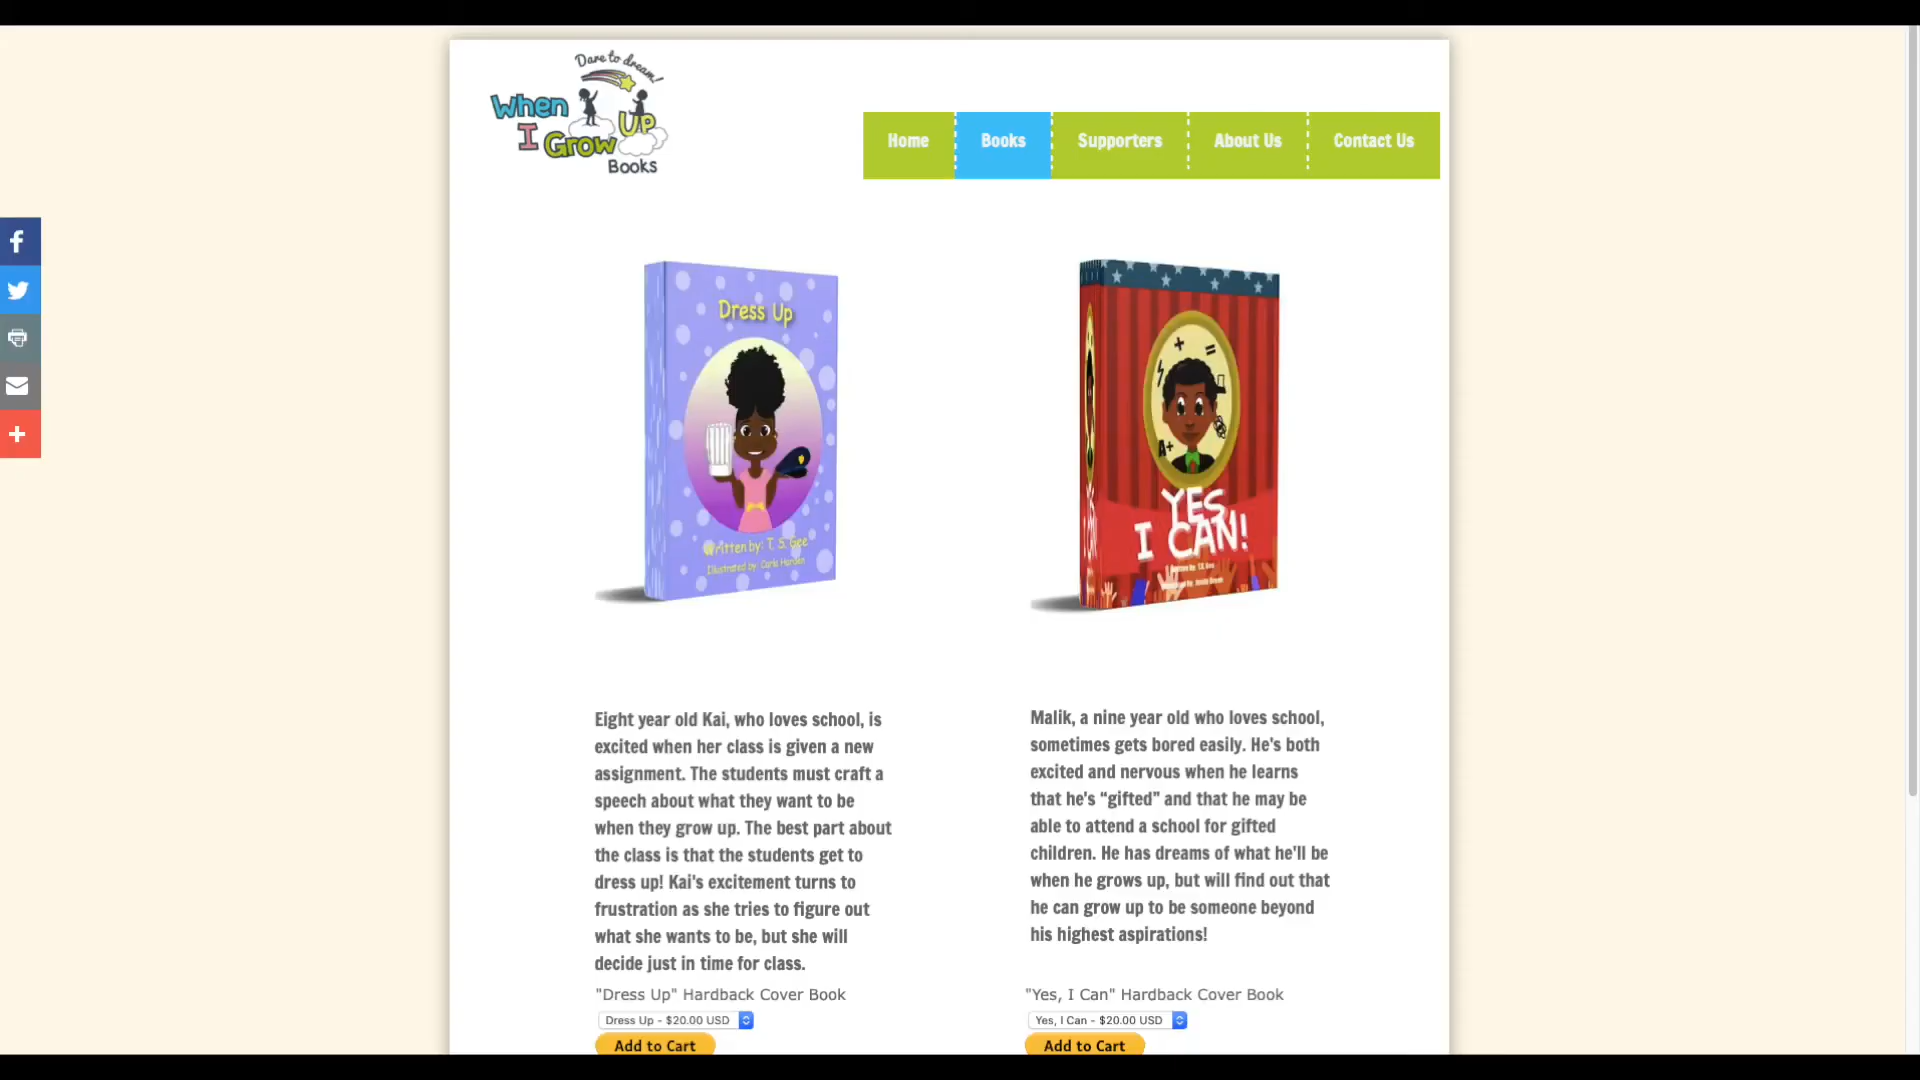 Dare to dream!
When
I Grow Up
Books
Home
Books
Supporters
About Us
Contact Us
Dress Up
Written by: T. S. Gee
Illustrated by: Carla Harden
+ =
A+
YES,
I CAN!
Written By: T.S. Gee
Eight year old Kai, who loves school, is
excited when her class is given a new
assignment. The students must craft a
speech about what they want to be
when they grow up. The best part about
the class is that the students get to
dress up! Kai's excitement turns to
frustration as she tries to figure out
what she wants to be, but she will
decide just in time for class.
"Dress Up" Hardback Cover Book
Dress Up - $20.00 USD
Add to Cart
Malik, a nine year old who loves school,
sometimes gets bored easily. He's both
excited and nervous when he learns
that he's “gifted” and that he may be
able to attend a school for gifted
children. He has dreams of what he'll be
when he grows up, but will find out that
he can grow up to be someone beyond
his highest aspirations!
"Yes, I Can" Hardback Cover Book
Yes, I Can - $20.00 USD
Add to Cart